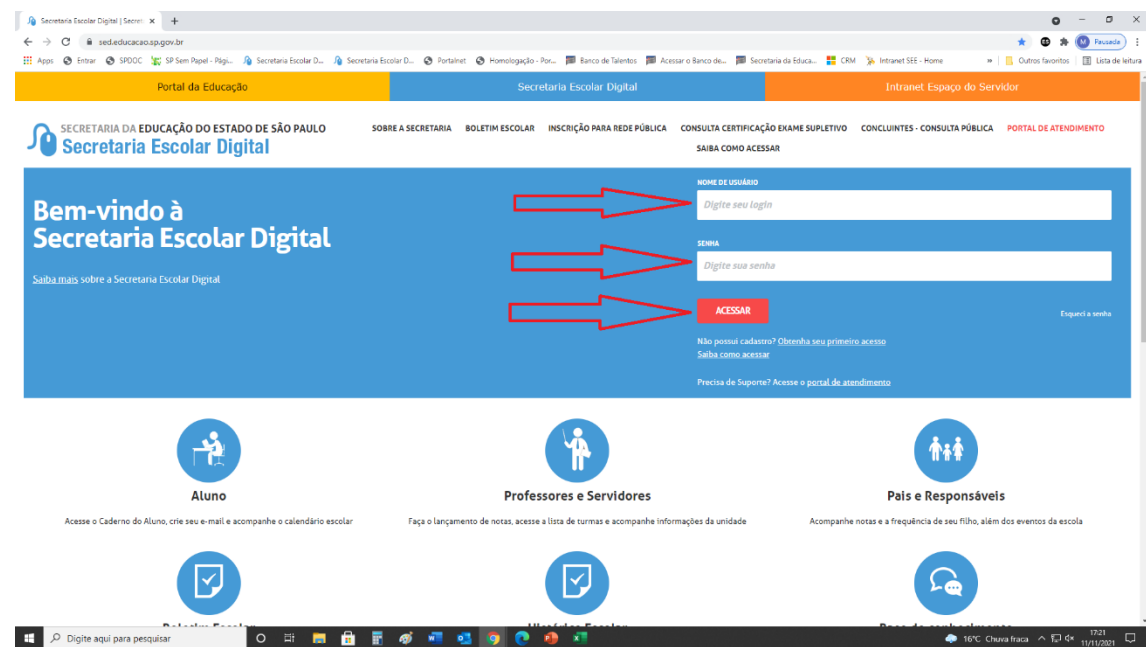 Secretaria Escolar Digital | Secret
sed.educacao.sp.gov.br
M Pausada
Apps Entrar SPDOC SP Sem Papel - Pági... Secretaria Escolar D... Secretaria Escolar D... Portalnet Homologação - Por... Banco de Talentos Acessar o Banco de... Secretaria da Educa... CRM Intranet SEE - Home » Outros favoritos Lista de leitura
Portal da Educação Secretaria Escolar Digital Intranet Espaço do Servidor
SECRETARIA DA EDUCAÇÃO DO ESTADO DE SÃO PAULO
Secretaria Escolar Digital
SOBRE A SECRETARIA BOLETIM ESCOLAR INSCRIÇÃO PARA REDE PÚBLICA CONSULTA CERTIFICAÇÃO EXAME SUPLETIVO CONCLUINTES - CONSULTA PÚBLICA PORTAL DE ATENDIMENTO
SAIBA COMO ACESSAR
Bem-vindo à
Secretaria Escolar Digital
Saiba mais sobre a Secretaria Escolar Digital
NOME DE USUÁRIO
Digite seu login
SENHA
Digite sua senha
ACESSAR
Esqueci a senha
Não possui cadastro? Obtenha seu primeiro acesso
Saiba como acessar
Precisa de Suporte? Acesse o portal de atendimento
Aluno
Acesse o Caderno do Aluno, crie seu e-mail e acompanhe o calendário escolar
Professores e Servidores
Faça o lançamento de notas, acesse a lista de turmas e acompanhe informações da unidade
Pais e Responsáveis
Acompanhe notas e a frequência de seu filho, além dos eventos da escola
Boletim Escolar Histórico Escolar Base de conhecimento
Digite aqui para pesquisar
16°C Chuva fraca
17:21
11/11/2021